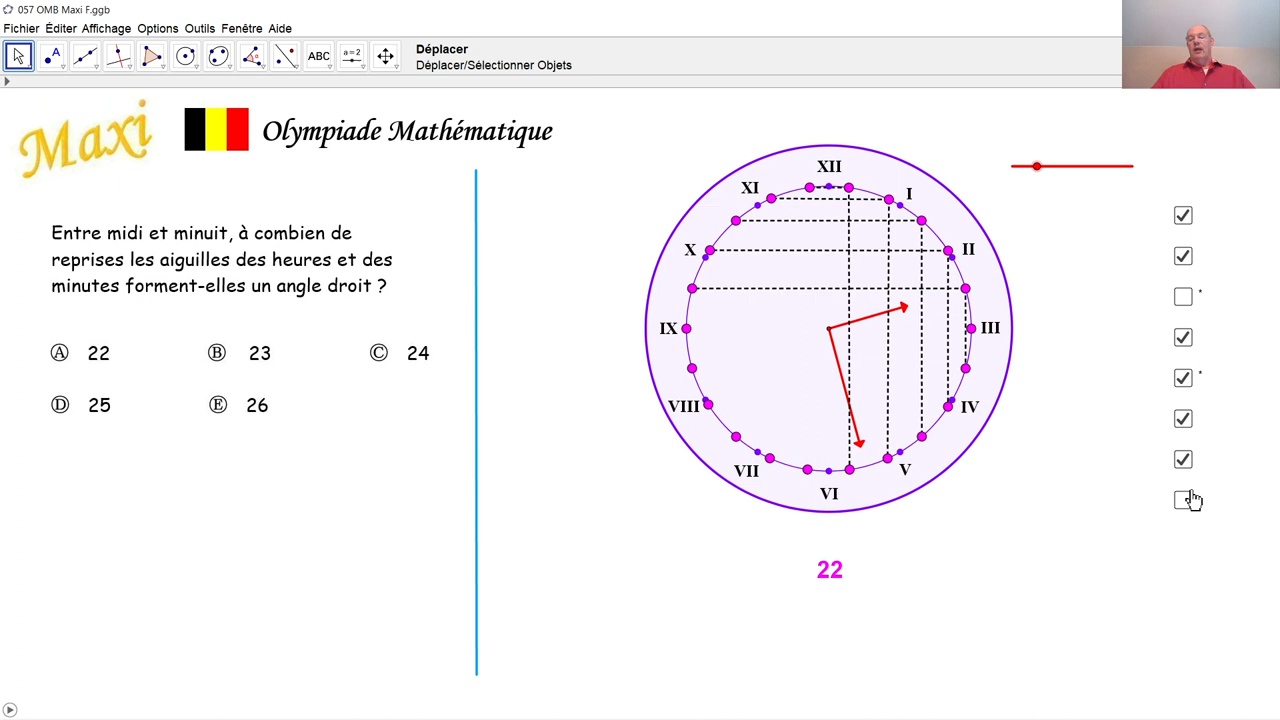 057 OMB Maxi F.ggb
Fichier Éditer Affichage Options Outils Fenêtre Aide
A ABC a=2
Déplacer
Déplacer/Sélectionner Objets
Maxi
Olympiade Mathématique
Entre midi et minuit, à combien de
reprises les aiguilles des heures et des
minutes forment-elles un angle droit ?
Ⓐ 22 Ⓑ 23 Ⓒ 24
Ⓓ 25 Ⓔ 26
XII
XI I
X II
IX III
VIII IV
VII V
VI
22
*
*